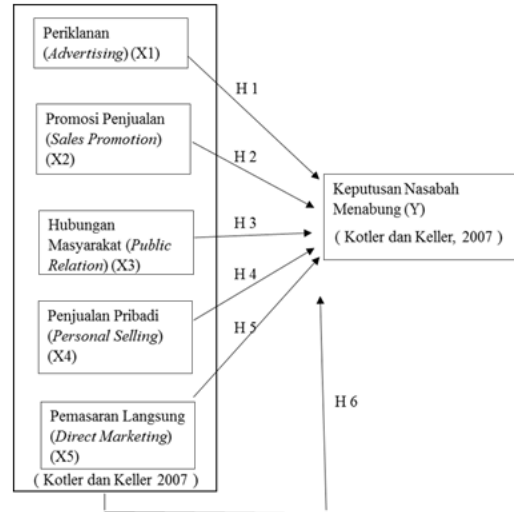 Periklanan
(Advertising) (X1)
H 1
Promosi Penjualan
(Sales Promotion)
(X2)
H 2
Keputusan Nasabah
Menabung (Y)
( Kotler dan Keller, 2007 )
Hubungan
Masyarakat (Public
Relation) (X3)
H 3
H 4
Penjualan Pribadi
(Personal Selling)
(X4)
H 5
H 6
Pemasaran Langsung
(Direct Marketing)
(X5)
( Kotler dan Keller 2007 )